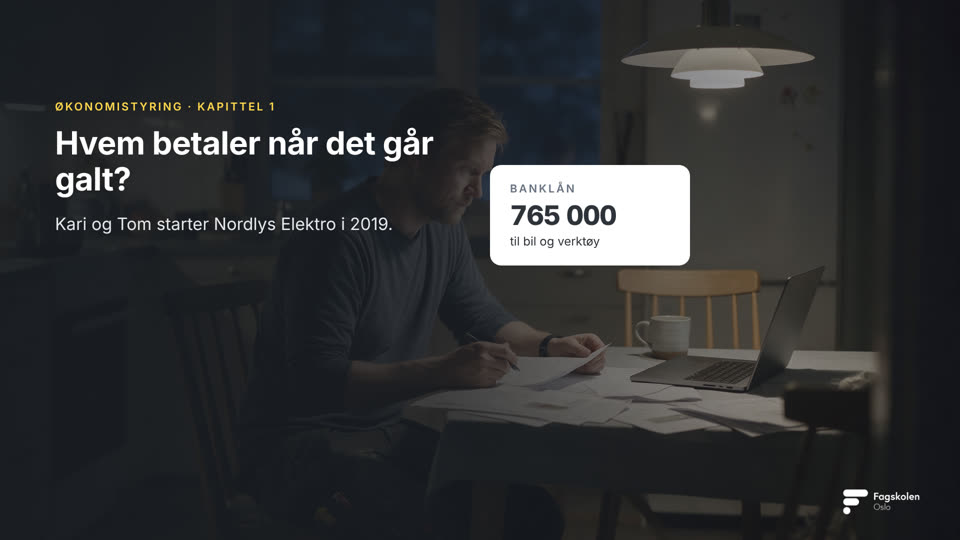 ØKONOMISTYRING · KAPITTEL 1
Hvem betaler når det går
galt?
Kari og Tom starter Nordlys Elektro i 2019.
BANKLÅN
765 000
til bil og verktøy
Fagskolen
Oslo